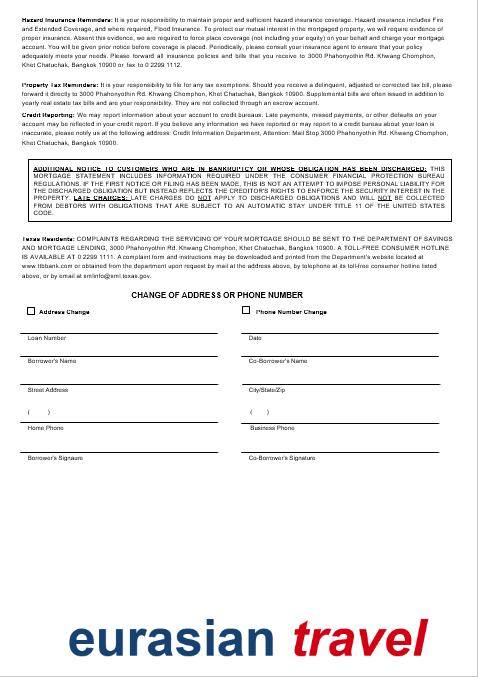 Hazard Insurance Reminders: It is your responsibility to maintain proper and sufficient hazard insurance coverage. Hazard insurance includes Fire
and Extended Coverage, and where required, Flood Insurance. To protect our mutual interest in the mortgaged property, we will require evidence of
proper insurance. Absent this evidence, we are required to force place coverage (not including your equity) on your behalf and charge your mortgage
account. You will be given prior notice before coverage is placed. Periodically, please consult your insurance agent to ensure that your policy
adequately meets your needs. Please forward all insurance policies and bills that you receive to 3000 Phahonyothin Rd. Khwang Chomphon,
Khet Chatuchak, Bangkok 10900 or fax to 0 2299 1112.
Property Tax Reminders: It is your responsibility to file for any tax exemptions. Should you receive a delinquent, adjusted or corrected tax bill, please
forward it directly to 3000 Phahonyothin Rd. Khwang Chomphon, Khet Chatuchak, Bangkok 10900. Supplemental bills are often issued in addition to
yearly real estate tax bills and are your responsibility. They are not collected through an escrow account.
Credit Reporting: We may report information about your account to credit bureaus. Late payments, missed payments, or other defaults on your
account may be reflected in your credit report. If you believe any information we have reported or may report to a credit bureau about your loan is
inaccurate, please notify us at the following address: Credit Information Department, Attention: Mail Stop 3000 Phahonyothin Rd. Khwang Chomphon,
Khet Chatuchak, Bangkok 10900.
ADDITIONAL NOTICE TO CUSTOMERS WHO ARE IN BANKRUPTCY OR WHOSE OBLIGATION HAS BEEN DISCHARGED: THIS
MORTGAGE STATEMENT INCLUDES INFORMATION REQUIRED UNDER THE CONSUMER FINANCIAL PROTECTION BUREAU
REGULATIONS. IF THE FIRST NOTICE OR FILING HAS BEEN MADE, THIS IS NOT AN ATTEMPT TO IMPOSE PERSONAL LIABILITY FOR
THE DISCHARGED OBLIGATION BUT INSTEAD REFLECTS THE CREDITOR'S RIGHTS TO ENFORCE THE SECURITY INTEREST IN THE
PROPERTY. LATE CHARGES: LATE CHARGES DO NOT APPLY TO DISCHARGED OBLIGATIONS AND WILL NOT BE COLLECTED
FROM DEBTORS WITH OBLIGATIONS THAT ARE SUBJECT TO AN AUTOMATIC STAY UNDER TITLE 11 OF THE UNITED STATES
CODE.
Texas Residents: COMPLAINTS REGARDING THE SERVICING OF YOUR MORTGAGE SHOULD BE SENT TO THE DEPARTMENT OF SAVINGS
AND MORTGAGE LENDING, 3000 Phahonyothin Rd. Khwang Chomphon, Khet Chatuchak, Bangkok 10900. A TOLL-FREE CONSUMER HOTLINE
IS AVAILABLE AT 0 2299 1111. A complaint form and instructions may be downloaded and printed from the Department's website located at
www.ttbbank.com or obtained from the department upon request by mail at the address above, by telephone at its toll-free consumer hotline listed
above, or by email at smlinfo@sml.texas.gov.
CHANGE OF ADDRESS OR PHONE NUMBER
Address Change Phone Number Change
Loan Number Date
Borrower's Name Co-Borrower's Name
Street Address City/State/Zip
( ) ( )
Home Phone Business Phone
Borrower's Signaure Co-Borrower's Signature
eurasian travel